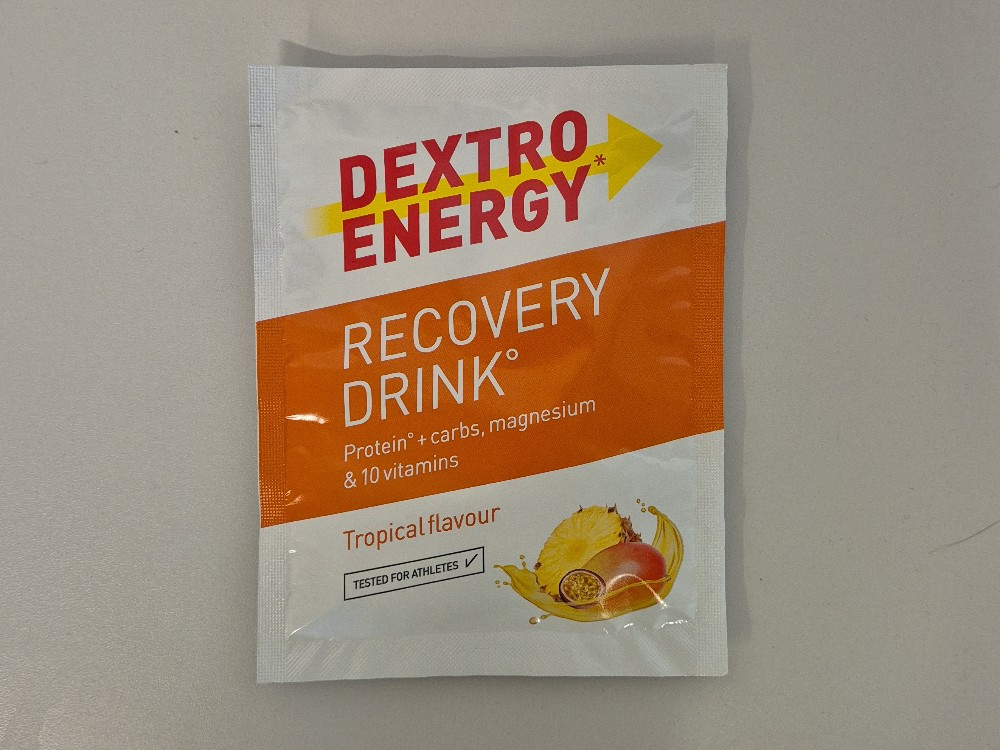 DEXTRO
ENERGY*
RECOVERY
DRINK°
Protein° + carbs, magnesium
& 10 vitamins
Tropical flavour
TESTED FOR ATHLETES ✓